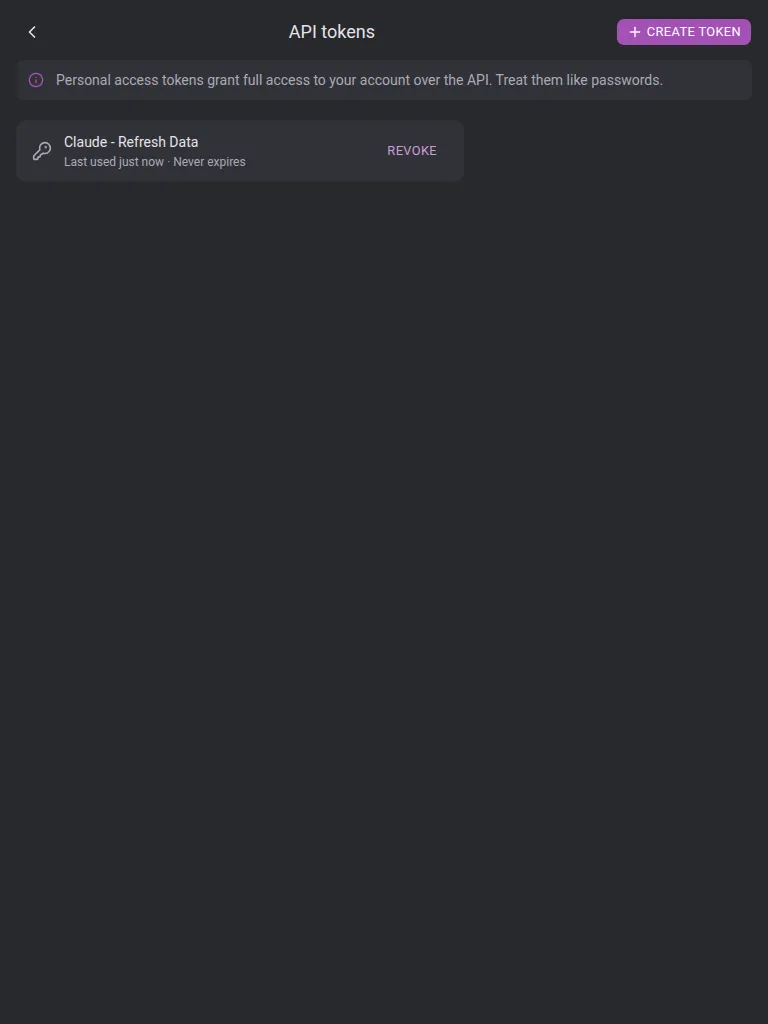 API tokens
CREATE TOKEN
Personal access tokens grant full access to your account over the API. Treat them like passwords.
Claude - Refresh Data
Last used just now · Never expires
REVOKE